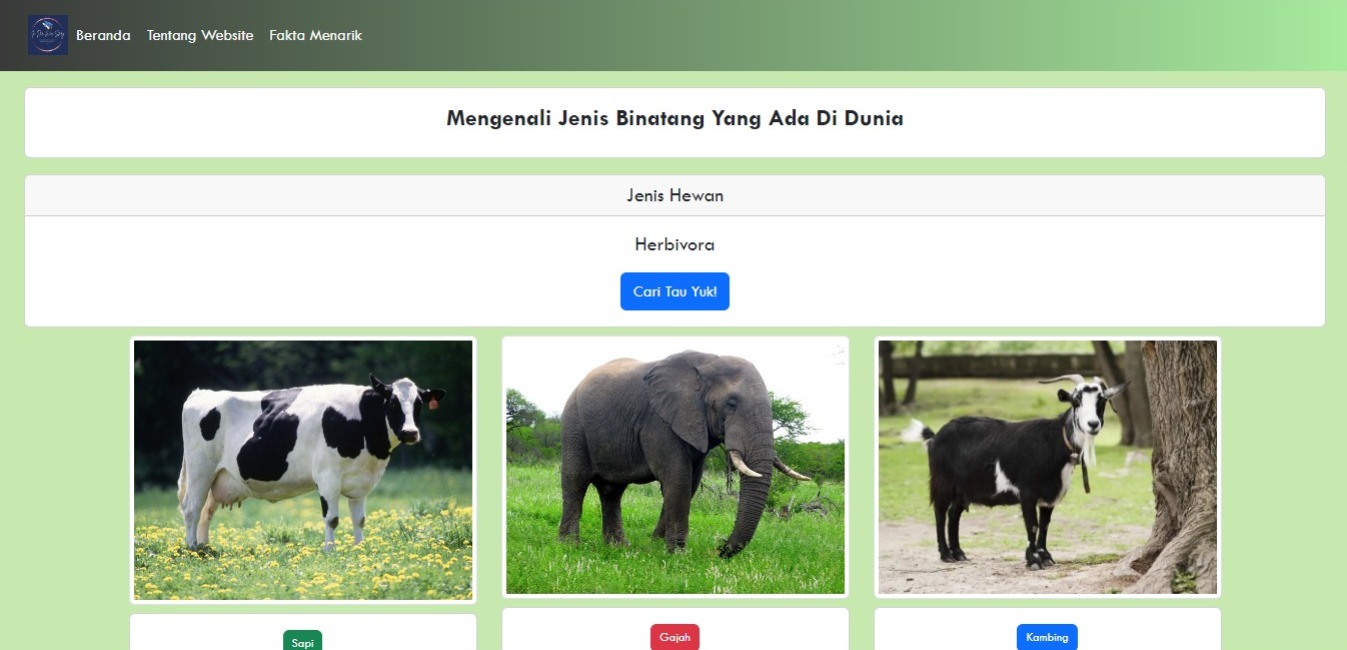 Beranda Tentang Website Fakta Menarik
Mengenali Jenis Binatang Yang Ada Di Dunia
Jenis Hewan
Herbivora
Cari Tau Yuk!
Sapi Gajah Kambing